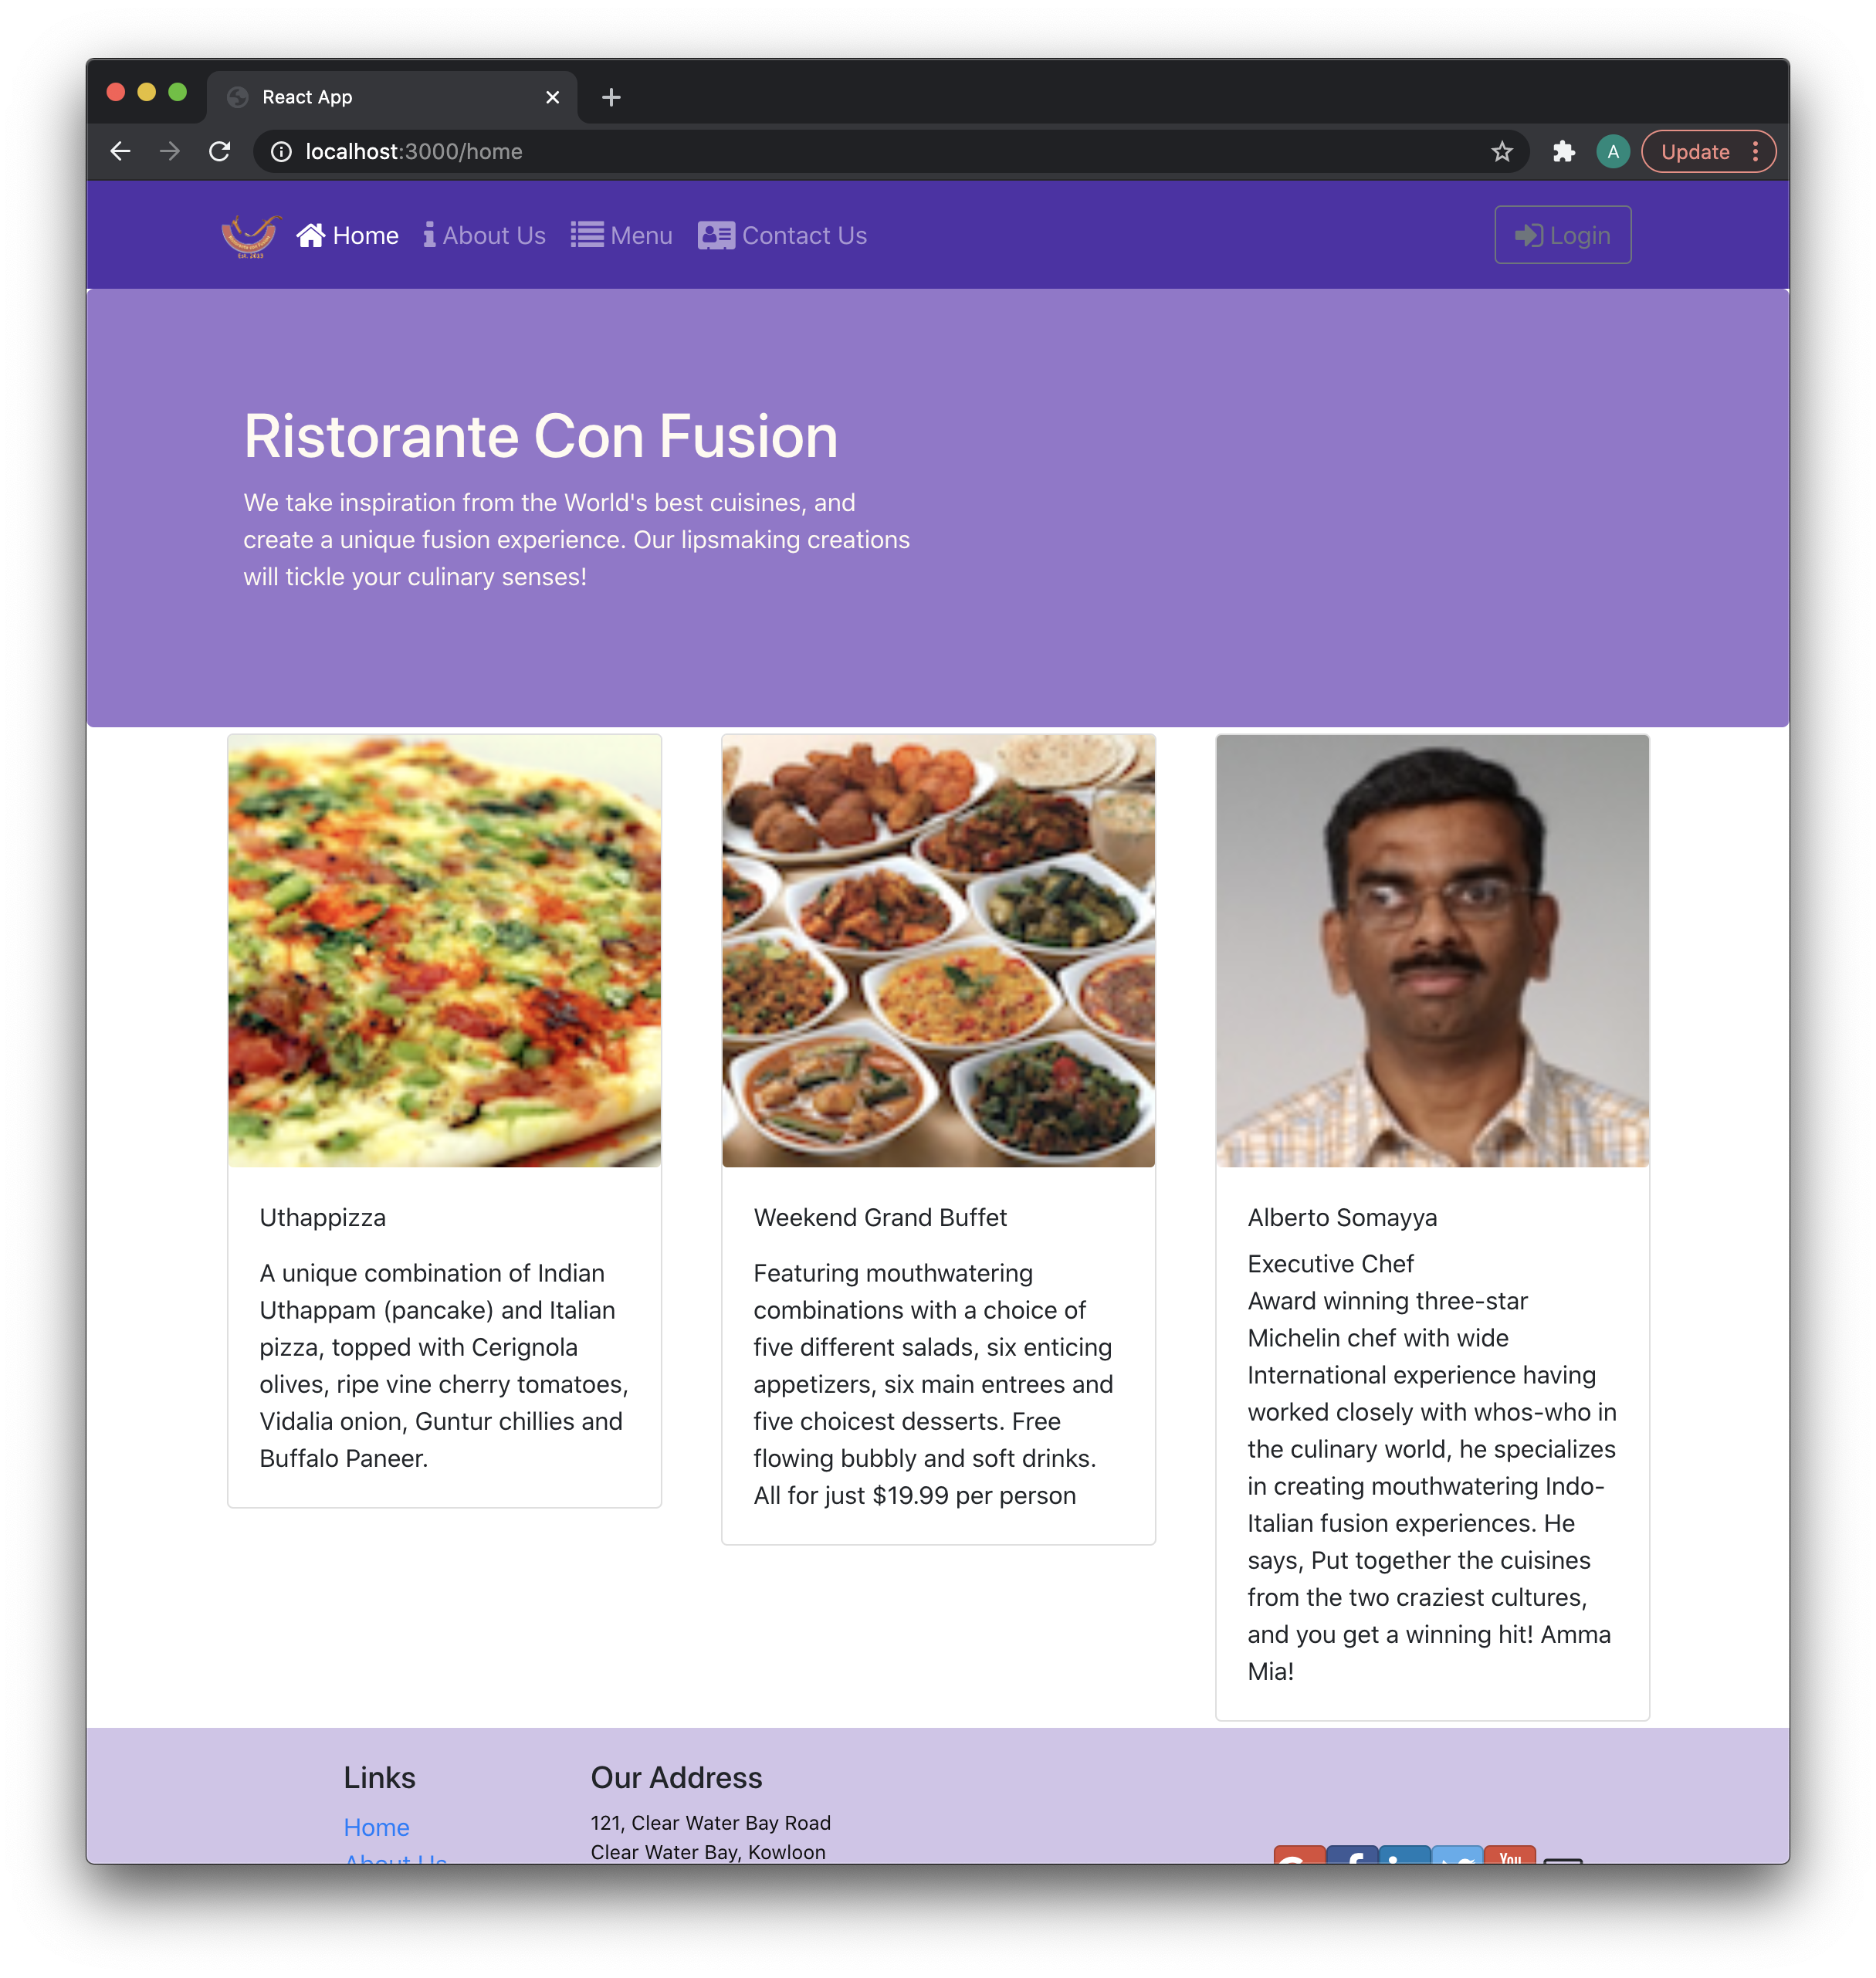 React App
localhost:3000/home
A
Update
Est. 2013
Home
About Us
Menu
Contact Us
Login
Ristorante Con Fusion
We take inspiration from the World's best cuisines, and
create a unique fusion experience. Our lipsmaking creations
will tickle your culinary senses!
Uthappizza
A unique combination of Indian
Uthappam (pancake) and Italian
pizza, topped with Cerignola
olives, ripe vine cherry tomatoes,
Vidalia onion, Guntur chillies and
Buffalo Paneer.
Weekend Grand Buffet
Featuring mouthwatering
combinations with a choice of
five different salads, six enticing
appetizers, six main entrees and
five choicest desserts. Free
flowing bubbly and soft drinks.
All for just $19.99 per person
Alberto Somayya
Executive Chef
Award winning three-star
Michelin chef with wide
International experience having
worked closely with whos-who in
the culinary world, he specializes
in creating mouthwatering Indo-
Italian fusion experiences. He
says, Put together the cuisines
from the two craziest cultures,
and you get a winning hit! Amma
Mia!
Links
Home
About Us
Our Address
121, Clear Water Bay Road
Clear Water Bay, Kowloon
You